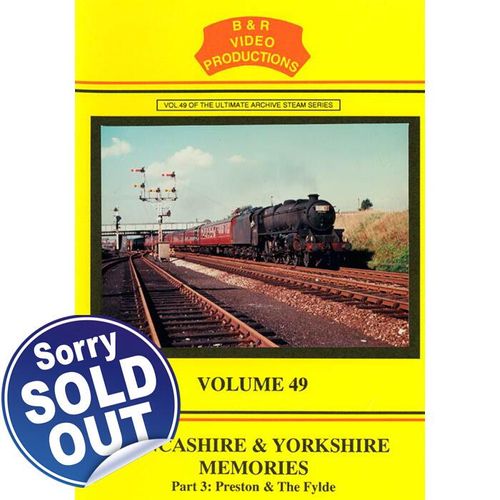 B & R
VIDEO
PRODUCTIONS
VOL.49 OF THE ULTIMATE ARCHIVE STEAM SERIES
VOLUME 49
NCASHIRE & YORKSHIRE
MEMORIES
Part 3: Preston & The Fylde
Sorry
SOLD
OUT